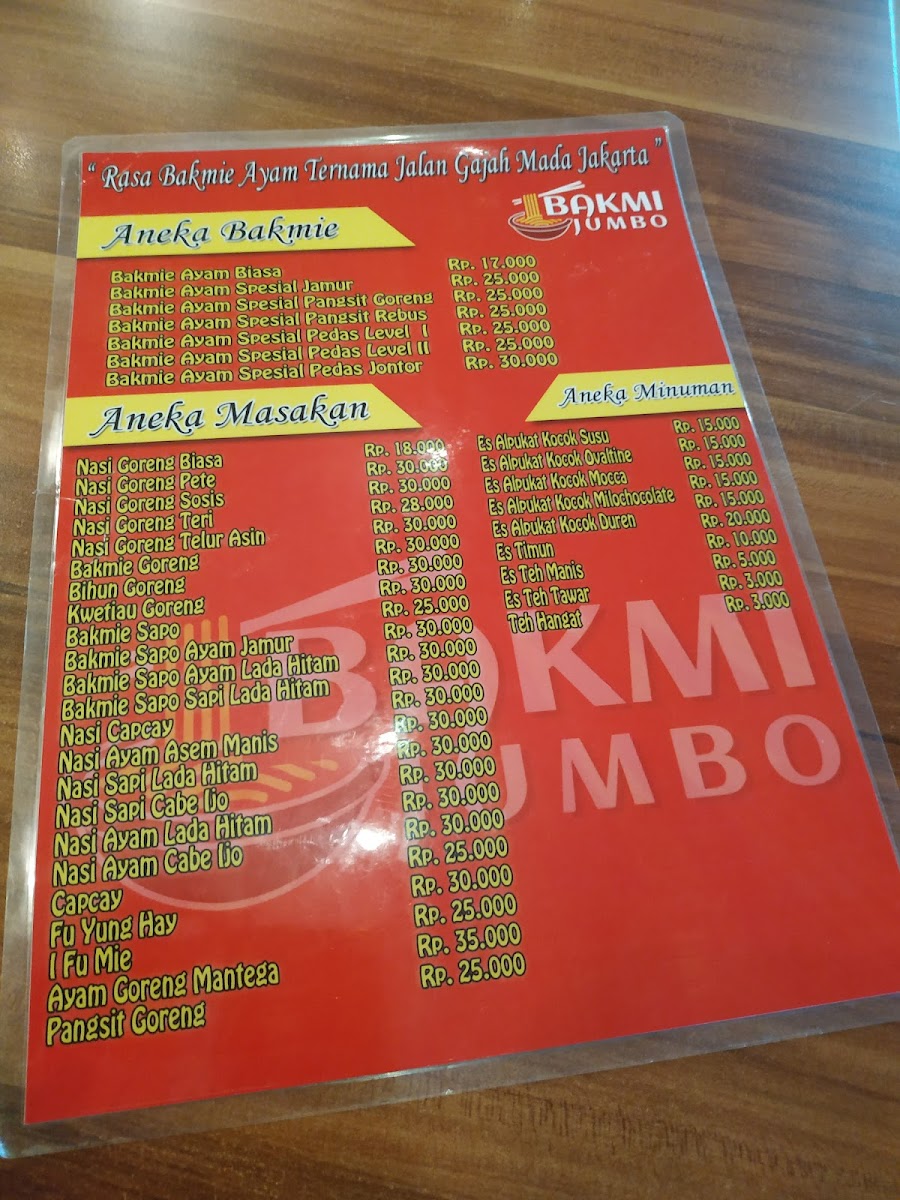 “ Rasa Bakmie Ayam Ternama Jalan Gajah Mada Jakarta ”
BAKMI
JUMBO
Aneka Bakmie
Bakmie Ayam Biasa Rp. 17.000
Bakmie Ayam Spesial Jamur Rp. 25.000
Bakmie Ayam Spesial Pangsit Goreng Rp. 25.000
Bakmie Ayam Spesial Pangsit Rebus Rp. 25.000
Bakmie Ayam Spesial Pedas Level I Rp. 25.000
Bakmie Ayam Spesial Pedas Level II Rp. 25.000
Bakmie Ayam Spesial Pedas Jontor Rp. 30.000
Aneka Masakan
Nasi Goreng Biasa Rp. 18.000
Nasi Goreng Pete Rp. 30.000
Nasi Goreng Sosis Rp. 30.000
Nasi Goreng Teri Rp. 28.000
Nasi Goreng Telur Asin Rp. 30.000
Bakmie Goreng Rp. 30.000
Bihun Goreng Rp. 30.000
Kwetiau Goreng Rp. 30.000
Bakmie Sapo Rp. 25.000
Bakmie Sapo Ayam Jamur Rp. 30.000
Bakmie Sapo Ayam Lada Hitam Rp. 30.000
Bakmie Sapo Sapi Lada Hitam Rp. 30.000
Nasi Capcay Rp. 30.000
Nasi Ayam Asem Manis Rp. 30.000
Nasi Sapi Lada Hitam Rp. 30.000
Nasi Sapi Cabe Ijo Rp. 30.000
Nasi Ayam Lada Hitam Rp. 30.000
Nasi Ayam Cabe Ijo Rp. 30.000
Capcay Rp. 25.000
Fu Yung Hay Rp. 30.000
I Fu Mie Rp. 25.000
Ayam Goreng Mantega Rp. 35.000
Pangsit Goreng Rp. 25.000
Aneka Minuman
Es Alpukat Kocok Susu
Es Alpukat Kocok Ovaltine
Es Alpukat Kocok Mocca
Es Alpukat Kocok Milochocolate
Es Alpukat Kocok Duren
Es Timun
Es Teh Manis
Es Teh Tawar
Teh Hangat
Rp. 15.000
Rp. 15.000
Rp. 15.000
Rp. 15.000
Rp. 15.000
Rp. 20.000
Rp. 10.000
Rp. 5.000
Rp. 3.000
Rp. 3.000
BAKMI
JUMBO